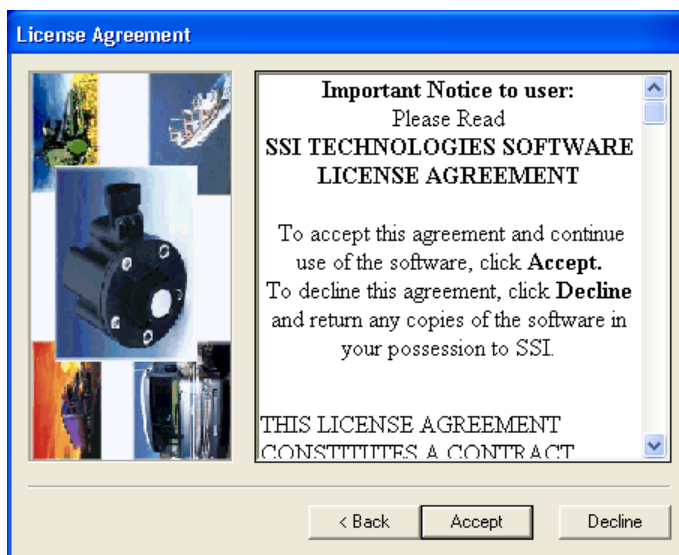 License Agreement
Important Notice to user:
Please Read
SSI TECHNOLOGIES SOFTWARE
LICENSE AGREEMENT
To accept this agreement and continue
use of the software, click Accept.
To decline this agreement, click Decline
and return any copies of the software in
your possession to SSI.
THIS LICENSE AGREEMENT
CONSTITUTES A CONTRACT
< Back
Accept
Decline